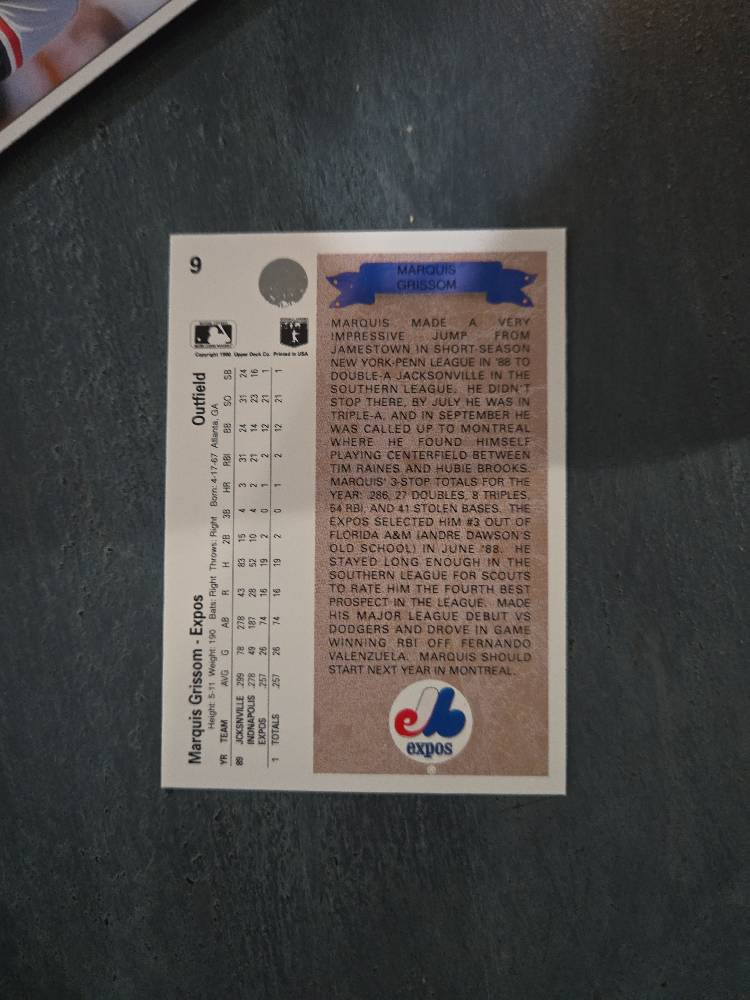 9
Copyright 1990 Upper Deck Co. Printed in USA
Marquis Grissom - Expos Outfield
Height: 5-11 Weight: 190 Bats: Right Throws: Right Born: 4-17-67 Atlanta, GA
YR TEAM AVG G AB R H 2B 3B HR RBI BB SO SB
89 JCKSNVILLE .299 78 278 43 83 15 4 3 31 24 31 24
INDNAPOLIS .278 49 187 28 52 10 4 2 21 14 23 16
EXPOS .257 26 74 16 19 2 0 1 2 12 21 1
1 TOTALS .257 26 74 16 19 2 0 1 2 12 21 1
MARQUIS
GRISSOM
MARQUIS MADE A VERY
IMPRESSIVE JUMP FROM
JAMESTOWN IN SHORT-SEASON
NEW YORK-PENN LEAGUE IN '88 TO
DOUBLE-A JACKSONVILLE IN THE
SOUTHERN LEAGUE. HE DIDN'T
STOP THERE, BY JULY HE WAS IN
TRIPLE-A, AND IN SEPTEMBER HE
WAS CALLED UP TO MONTREAL
WHERE HE FOUND HIMSELF
PLAYING CENTERFIELD BETWEEN
TIM RAINES AND HUBIE BROOKS.
MARQUIS' 3-STOP TOTALS FOR THE
YEAR: .286, 27 DOUBLES, 8 TRIPLES,
54 RBI, AND 41 STOLEN BASES. THE
EXPOS SELECTED HIM #3 OUT OF
FLORIDA A&M (ANDRE DAWSON'S
OLD SCHOOL) IN JUNE '88. HE
STAYED LONG ENOUGH IN THE
SOUTHERN LEAGUE FOR SCOUTS
TO RATE HIM THE FOURTH BEST
PROSPECT IN THE LEAGUE. MADE
HIS MAJOR LEAGUE DEBUT VS
DODGERS AND DROVE IN GAME
WINNING RBI OFF FERNANDO
VALENZUELA. MARQUIS SHOULD
START NEXT YEAR IN MONTREAL.
expos